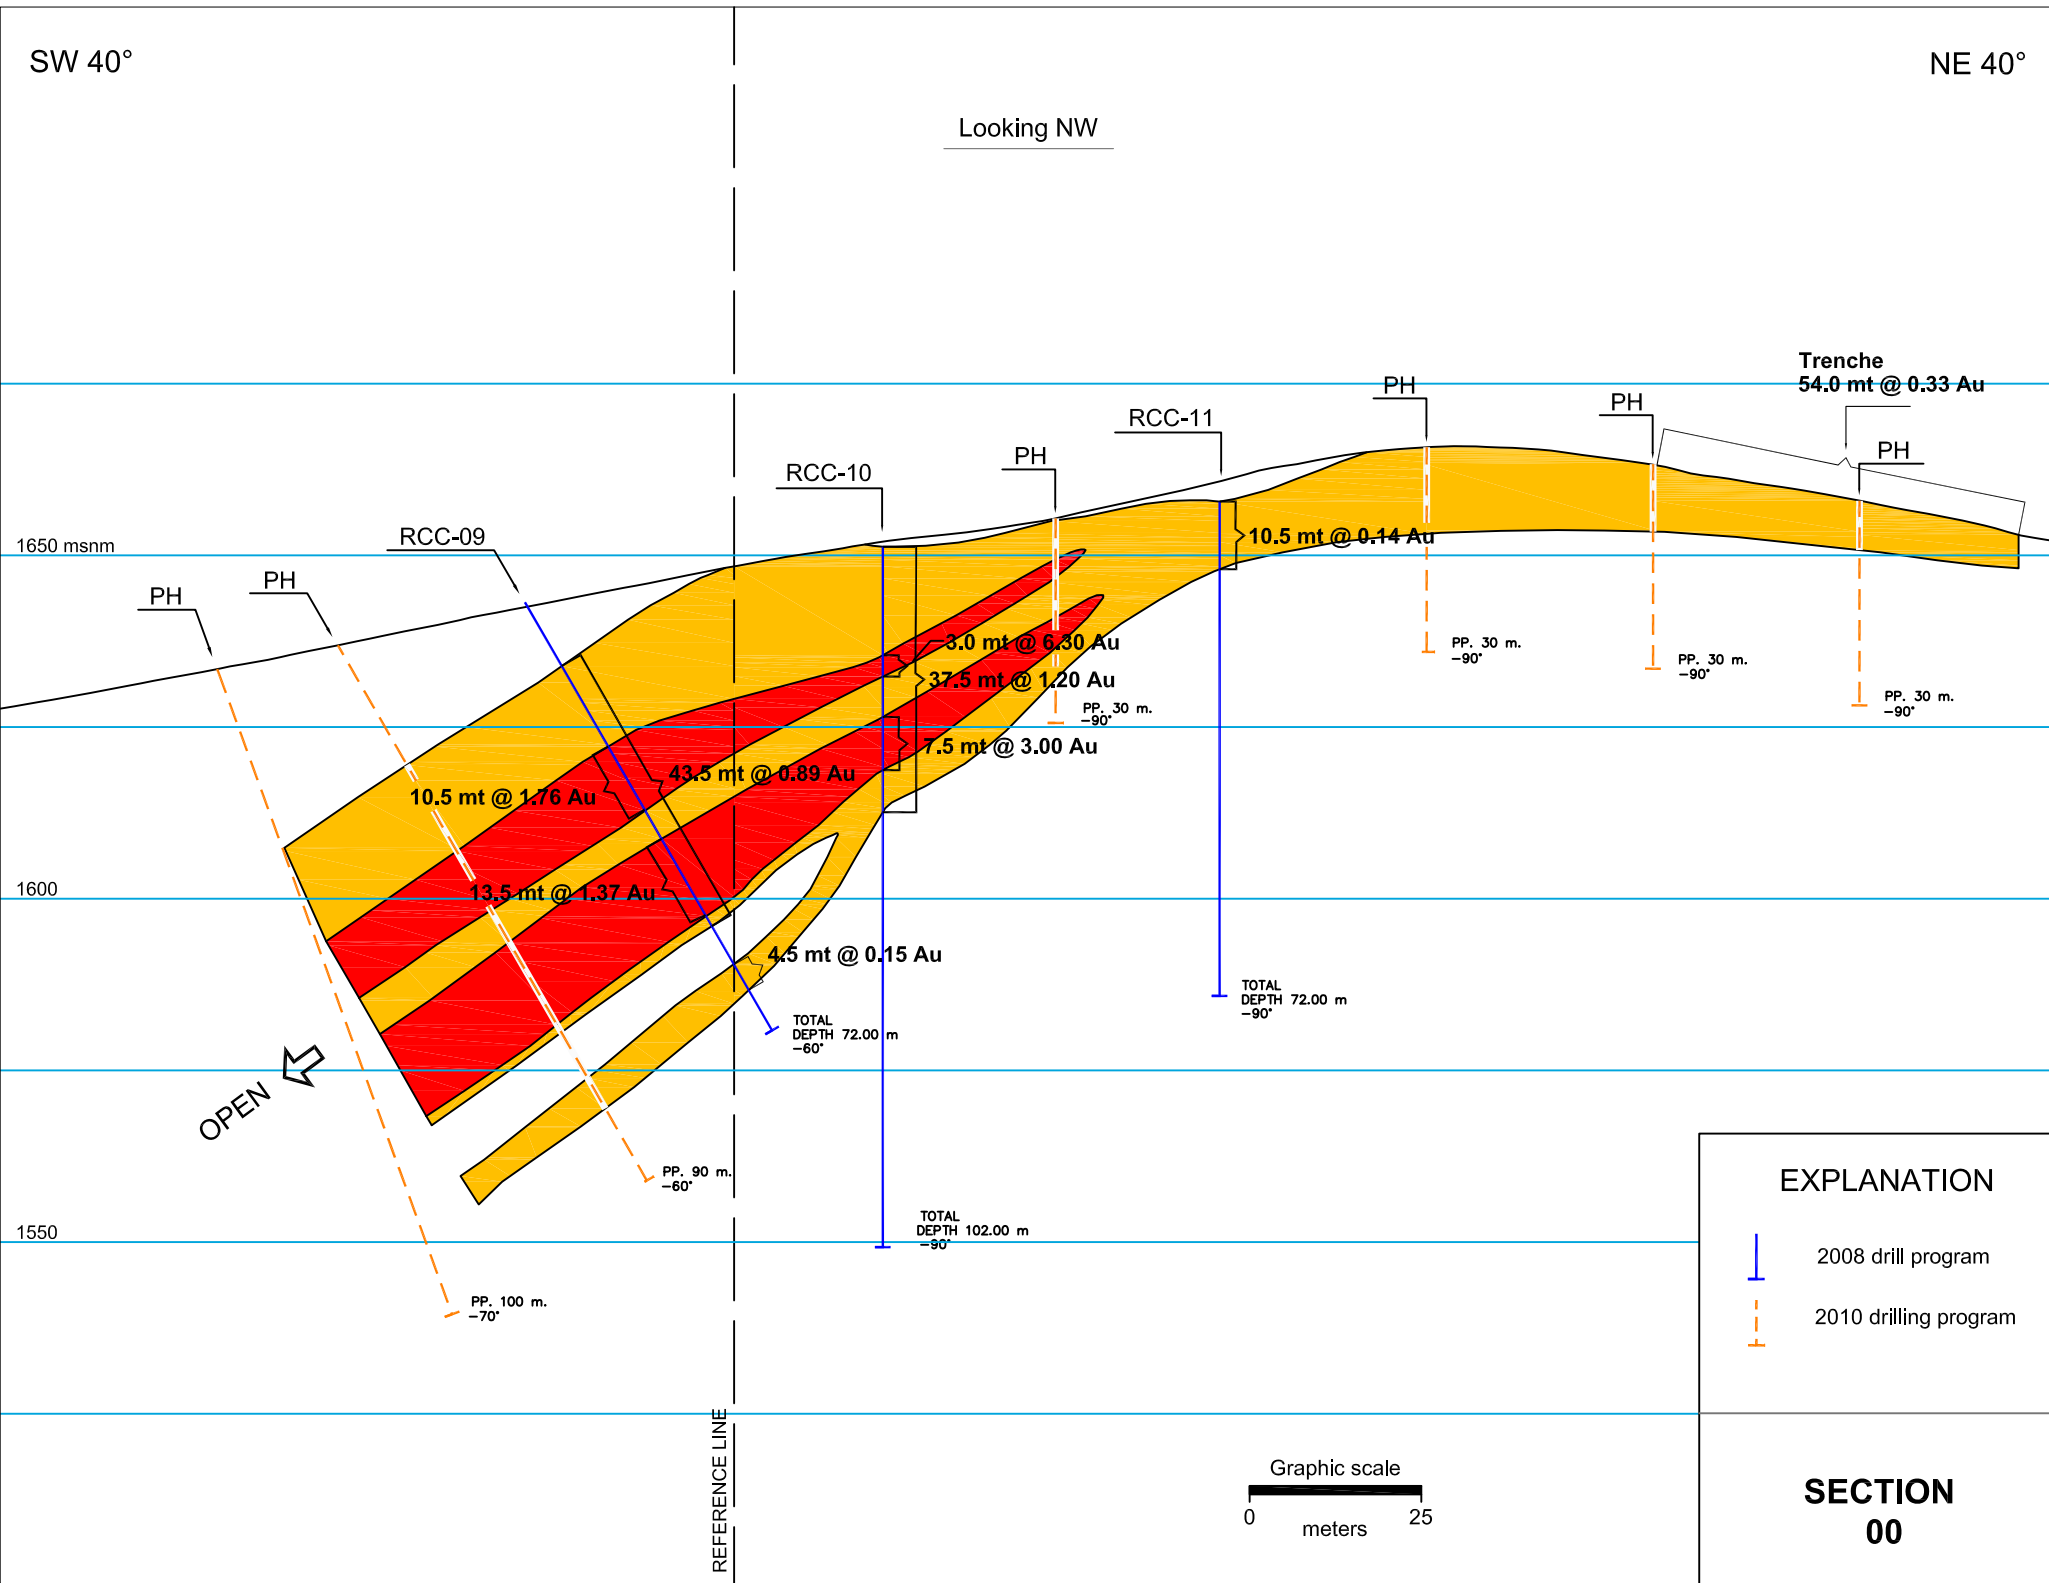 SW 40°
NE 40°
Looking NW
Trenche
54.0 mt @ 0.33 Au
PH
PH
RCC-11
PH
PH
RCC-10
RCC-09
10.5 mt @ 0.14 Au
1650 msnm
PH
PH
3.0 mt @ 6.30 Au
PP. 30 m.
-90°
PP. 30 m.
-90°
37.5 mt @ 1.20 Au
PP. 30 m.
-90°
PP. 30 m.
-90°
7.5 mt @ 3.00 Au
43.5 mt @ 0.89 Au
10.5 mt @ 1.76 Au
1600
13.5 mt @ 1.37 Au
4.5 mt @ 0.15 Au
TOTAL
DEPTH 72.00 m
-90°
TOTAL
DEPTH 72.00 m
-60°
OPEN
PP. 90 m.
-60°
1550
TOTAL
DEPTH 102.00 m
-90°
PP. 100 m.
-70°
EXPLANATION
2008 drill program
2010 drilling program
REFERENCE LINE
Graphic scale
0 25
meters
SECTION
00